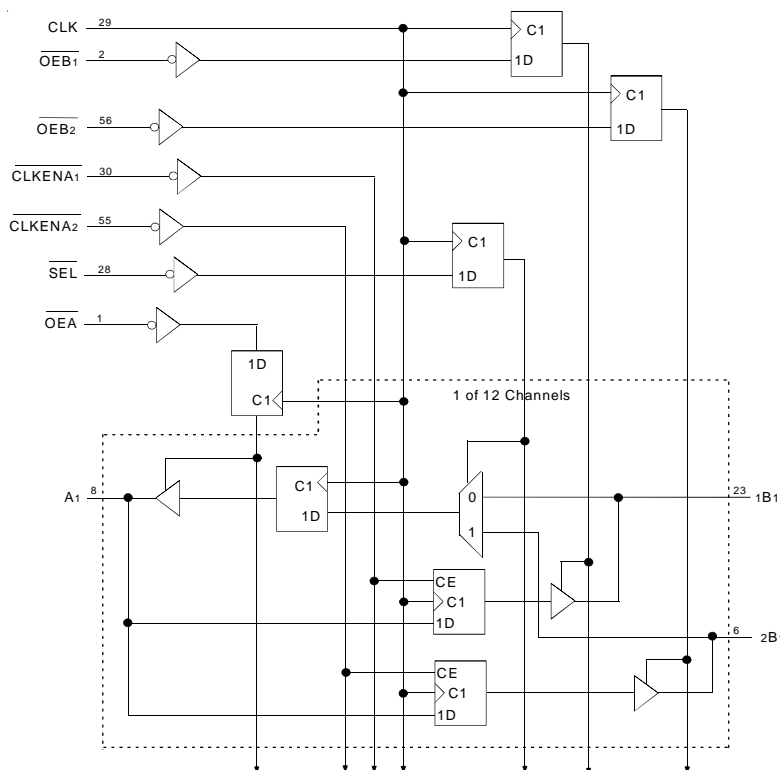 CLK 29
OEB1 2
OEB2 56
CLKENA1 30
CLKENA2 55
SEL 28
OEA 1
C1
1D
C1
1D
C1
1D
1D
C1
1 of 12 Channels
A1 8
C1
1D
0
1
23 1B1
CE
C1
1D
6 2B
CE
C1
1D